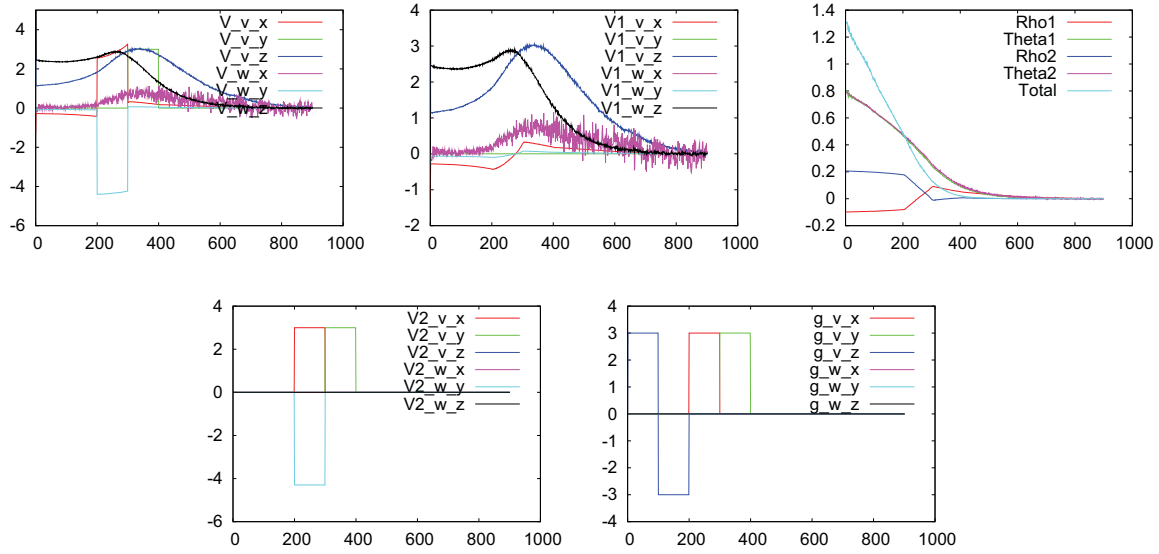 4
2
0
-2
-4
-6
0 200 400 600 800 1000
V_v_x
V_v_y
V_v_z
V_w_x
V_w_y
V_w_z
4
3
2
1
0
-1
2
0 200 400 600 800 1000
V1_v_x
V1_v_y
V1_v_z
V1_w_x
V1_w_y
V1_w_z
1.4
1.2
1
0.8
0.6
0.4
0.2
0
-0.2
0 200 400 600 800 1000
Rho1
Theta1
Rho2
Theta2
Total
4
2
0
-2
-4
-6
0 200 400 600 800 1000
V2_v_x
V2_v_y
V2_v_z
V2_w_x
V2_w_y
V2_w_z
4
3
2
1
0
-1
-2
-3
-4
0 200 400 600 800 1000
g_v_x
g_v_y
g_v_z
g_w_x
g_w_y
g_w_z